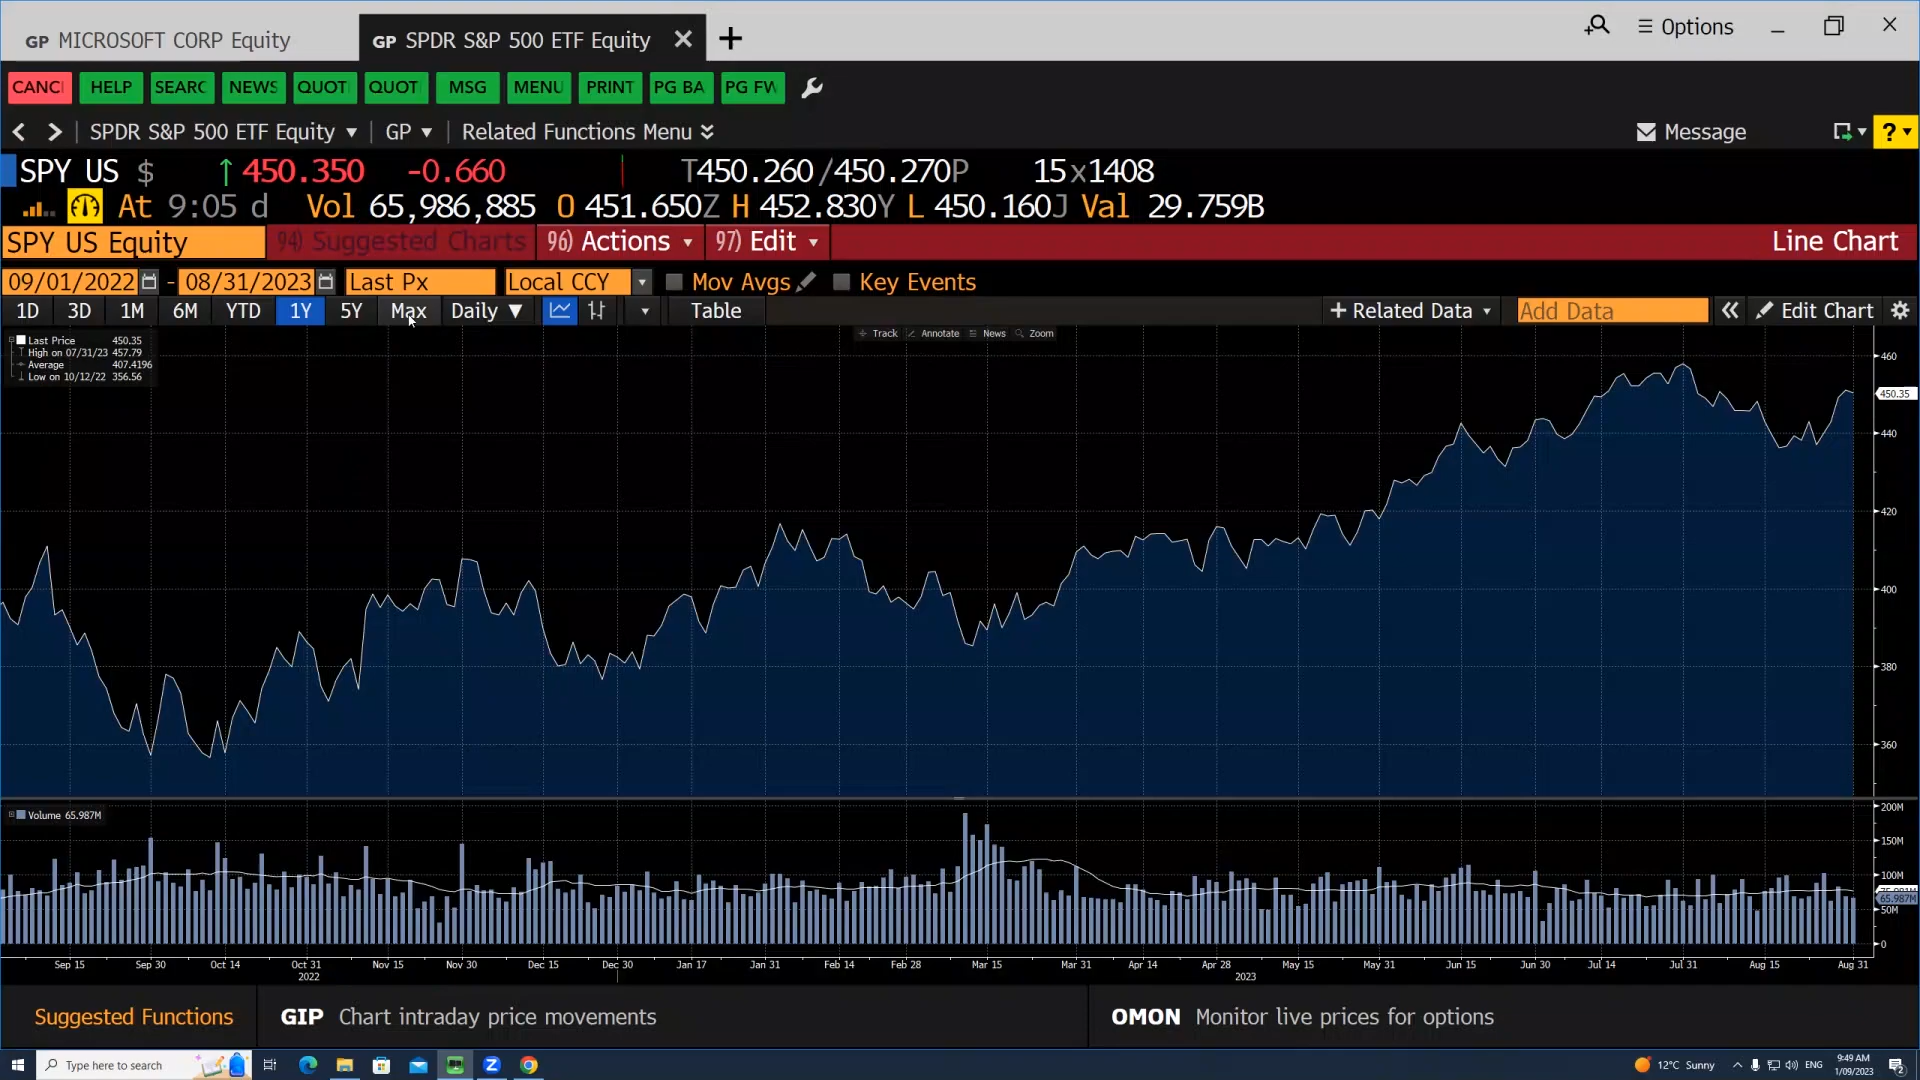 GP MICROSOFT CORP Equity
GP SPDR S&P 500 ETF Equity
Options
CANC HELP SEARC NEWS QUOT QUOT MSG MENU PRINT PG BA PG FW
SPDR S&P 500 ETF Equity GP Related Functions Menu Message ?
SPY US $ ↑ 450.350 -0.660 T450.260/450.270P 15x1408
At 9:05 d Vol 65,986,885 O 451.650Z H 452.830Y L 450.160J Val 29.759B
SPY US Equity 94) Suggested Charts 96) Actions 97) Edit Line Chart
09/01/2022 - 08/31/2023 Last Px Local CCY Mov Avgs Key Events
1D 3D 1M 6M YTD 1Y 5Y Max Daily ▼ Table + Related Data Add Data « Edit Chart
Track Annotate News Zoom
Last Price 450.35
High on 07/31/23 457.79
Average 407.4196
Low on 10/12/22 356.56
460
450.35
440
420
400
380
360
Volume 65.987M
200M
150M
100M
65.987M
50M
0
Sep 15 Sep 30 Oct 14 Oct 31 Nov 15 Nov 30 Dec 15 Dec 30 Jan 17 Jan 31 Feb 14 Feb 28 Mar 15 Mar 31 Apr 14 Apr 28 May 15 May 31 Jun 15 Jun 30 Jul 14 Jul 31 Aug 15 Aug 31
2022 2023
Suggested Functions GIP Chart intraday price movements OMON Monitor live prices for options
Type here to search
12°C Sunny ENG
9:49 AM
1/09/2023
2